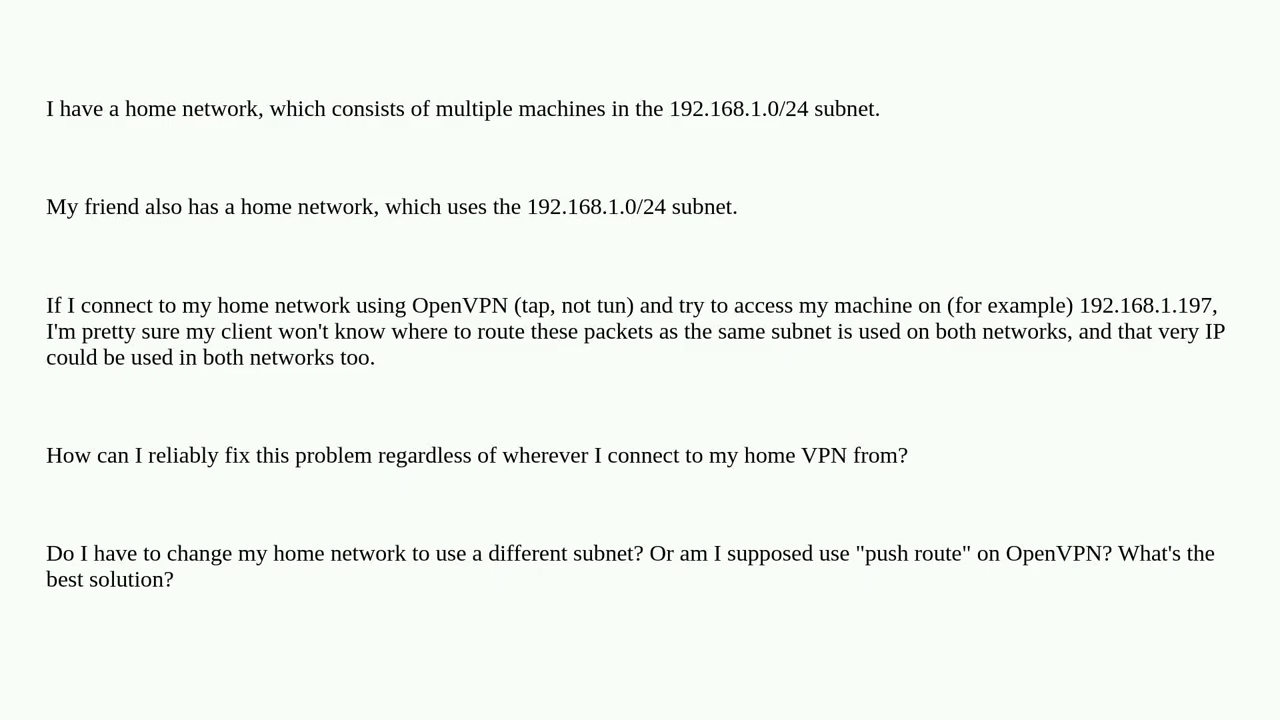 I have a home network, which consists of multiple machines in the 192.168.1.0/24 subnet.
My friend also has a home network, which uses the 192.168.1.0/24 subnet.
If I connect to my home network using OpenVPN (tap, not tun) and try to access my machine on (for example) 192.168.1.197,
I'm pretty sure my client won't know where to route these packets as the same subnet is used on both networks, and that very IP
could be used in both networks too.
How can I reliably fix this problem regardless of wherever I connect to my home VPN from?
Do I have to change my home network to use a different subnet? Or am I supposed use "push route" on OpenVPN? What's the
best solution?